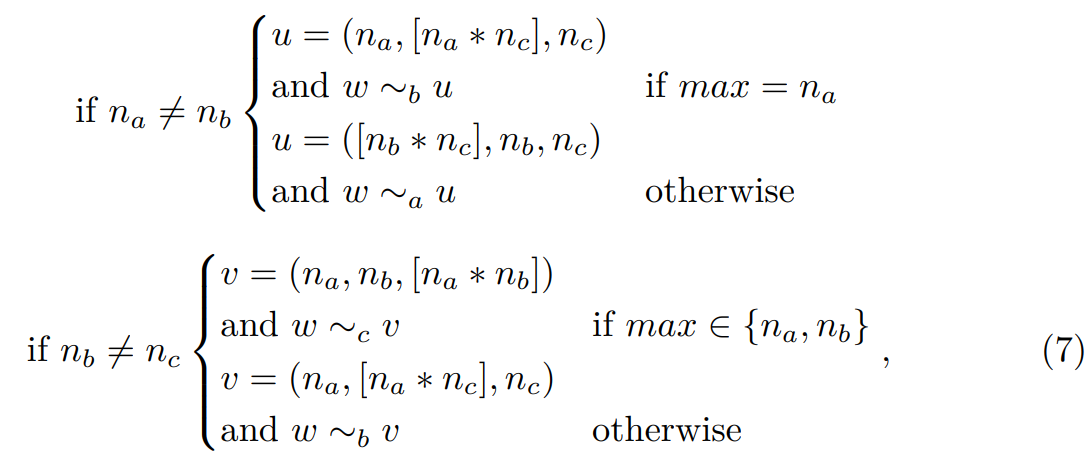 if n_a ≠ n_b { u = (n_a, [n_a ∗ n_c], n_c)
and w ∼_b u if max = n_a
u = ([n_b ∗ n_c], n_b, n_c)
and w ∼_a u otherwise
if n_b ≠ n_c { v = (n_a, n_b, [n_a ∗ n_b])
and w ∼_c v if max ∈ {n_a, n_b}
v = (n_a, [n_a ∗ n_c], n_c)
and w ∼_b v otherwise
, (7)